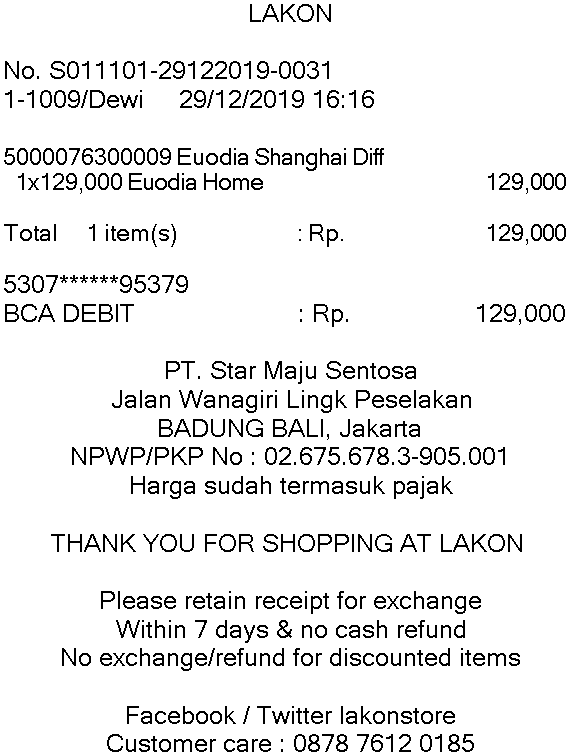 LAKON
No. S011101-29122019-0031
1-1009/Dewi 29/12/2019 16:16
5000076300009 Euodia Shanghai Diff
1x129,000 Euodia Home 129,000
Total 1 item(s) : Rp. 129,000
5307******95379
BCA DEBIT : Rp. 129,000
PT. Star Maju Sentosa
Jalan Wanagiri Lingk Peselakan
BADUNG BALI, Jakarta
NPWP/PKP No : 02.675.678.3-905.001
Harga sudah termasuk pajak
THANK YOU FOR SHOPPING AT LAKON
Please retain receipt for exchange
Within 7 days & no cash refund
No exchange/refund for discounted items
Facebook / Twitter lakonstore
Customer care : 0878 7612 0185